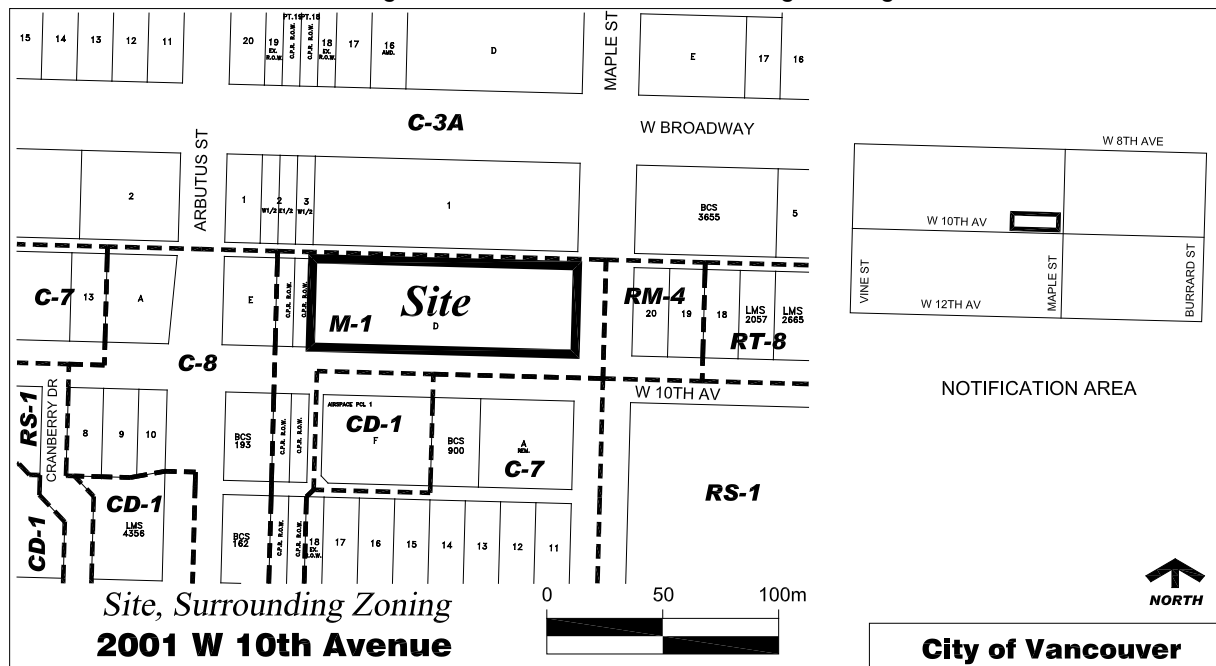 15 14 13 12 11
20 19 EX. R.O.W. PT.19 C.P.R. R.O.W. PT.18 C.P.R. R.O.W. 18 EX. R.O.W. 17 16 AMD. D
MAPLE ST
E 17 16
C-3A
W BROADWAY
ARBUTUS ST
2
1 2 W1/2 E1/2 3 W1/2 1
BCS 3655 5
C-7 13 A
E C.P.R. R.O.W. C.P.R. R.O.W.
Site
D
M-1
RM-4
20 19 18 LMS 2057 LMS 2665
RT-8
C-8
W 10TH AV
RS-1
CRANBERRY DR
8 9 10
BCS 193 C.P.R. R.O.W. C.P.R. R.O.W.
AIRSPACE PCL 1
CD-1
F
BCS 900
A REM.
C-7
RS-1
CD-1
CD-1
LMS 4356
BCS 162 C.P.R. R.O.W. C.P.R. R.O.W. 18 EX. R.O.W. 17 16 15 14 13 12 11
W 8TH AVE
W 10TH AV
VINE ST
MAPLE ST
BURRARD ST
W 12TH AV
NOTIFICATION AREA
NORTH
Site, Surrounding Zoning
2001 W 10th Avenue
0 50 100m
City of Vancouver